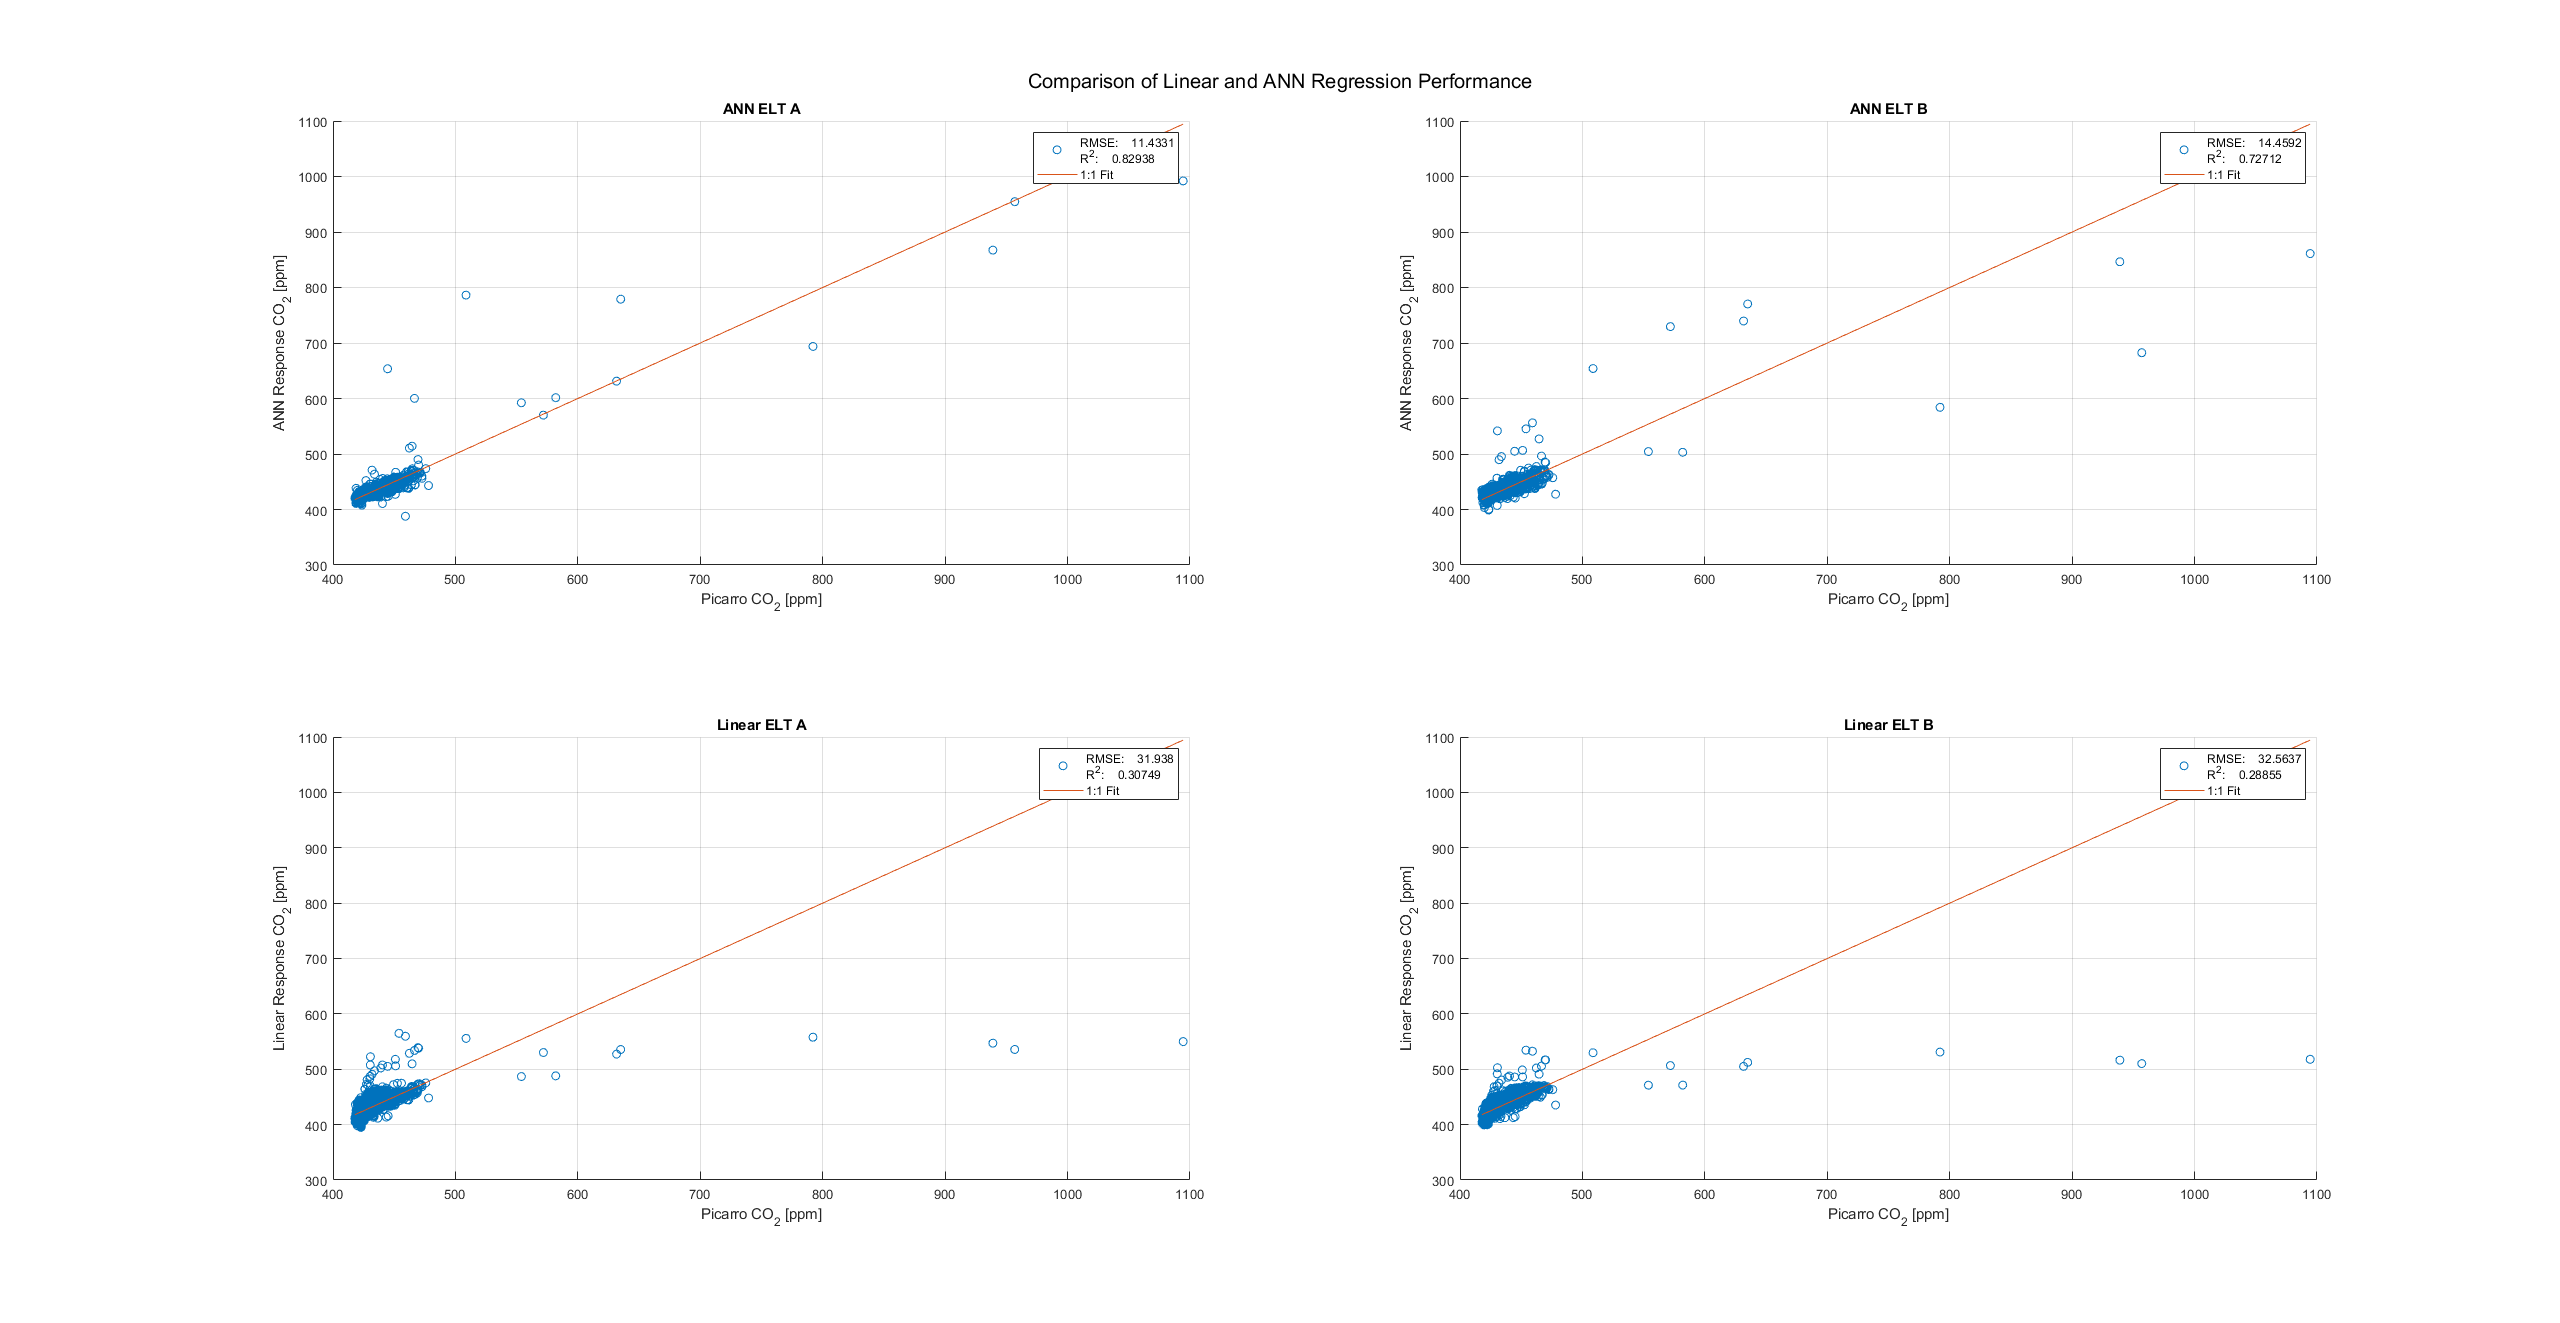 Comparison of Linear and ANN Regression Performance
ANN ELT A
1100
1000
900
800
700
600
500
400
300
ANN Response CO2 [ppm]
RMSE: 11.4331
R2: 0.82938
1:1 Fit
400 500 600 700 800 900 1000 1100
Picarro CO2 [ppm]
ANN ELT B
1100
1000
900
800
700
600
500
400
300
ANN Response CO2 [ppm]
RMSE: 14.4592
R2: 0.72712
1:1 Fit
400 500 600 700 800 900 1000 1100
Picarro CO2 [ppm]
Linear ELT A
1100
1000
900
800
700
600
500
400
300
Linear Response CO2 [ppm]
RMSE: 31.938
R2: 0.30749
1:1 Fit
400 500 600 700 800 900 1000 1100
Picarro CO2 [ppm]
Linear ELT B
1100
1000
900
800
700
600
500
400
300
Linear Response CO2 [ppm]
RMSE: 32.5637
R2: 0.28855
1:1 Fit
400 500 600 700 800 900 1000 1100
Picarro CO2 [ppm]